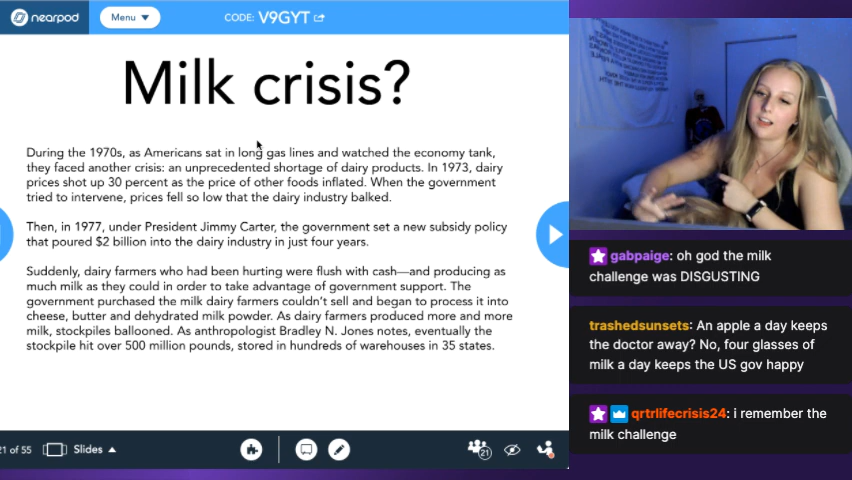 nearpod
Menu
CODE: V9GYT
Milk crisis?
During the 1970s, as Americans sat in long gas lines and watched the economy tank,
they faced another crisis: an unprecedented shortage of dairy products. In 1973, dairy
prices shot up 30 percent as the price of other foods inflated. When the government
tried to intervene, prices fell so low that the dairy industry balked.
Then, in 1977, under President Jimmy Carter, the government set a new subsidy policy
that poured $2 billion into the dairy industry in just four years.
Suddenly, dairy farmers who had been hurting were flush with cash—and producing as
much milk as they could in order to take advantage of government support. The
government purchased the milk dairy farmers couldn't sell and began to process it into
cheese, butter and dehydrated milk powder. As dairy farmers produced more and more
milk, stockpiles ballooned. As anthropologist Bradley N. Jones notes, eventually the
stockpile hit over 500 million pounds, stored in hundreds of warehouses in 35 states.
21 of 55
Slides
21
gabpaige: oh god the milk
challenge was DISGUSTING
trashedsunsets: An apple a day keeps
the doctor away? No, four glasses of
milk a day keeps the US gov happy
qrtrlifecrisis24: i remember the
milk challenge